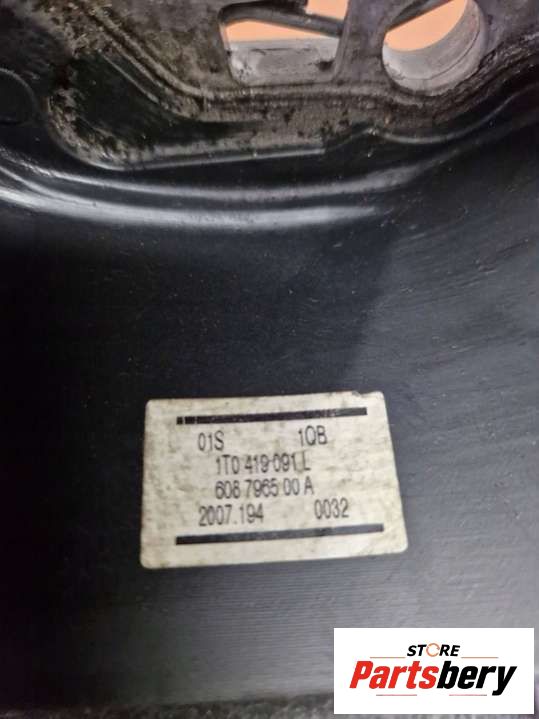 01S 1QB
1T0 419 091 L
608 7965 00 A
2007.194 0032
STORE
Partsbery